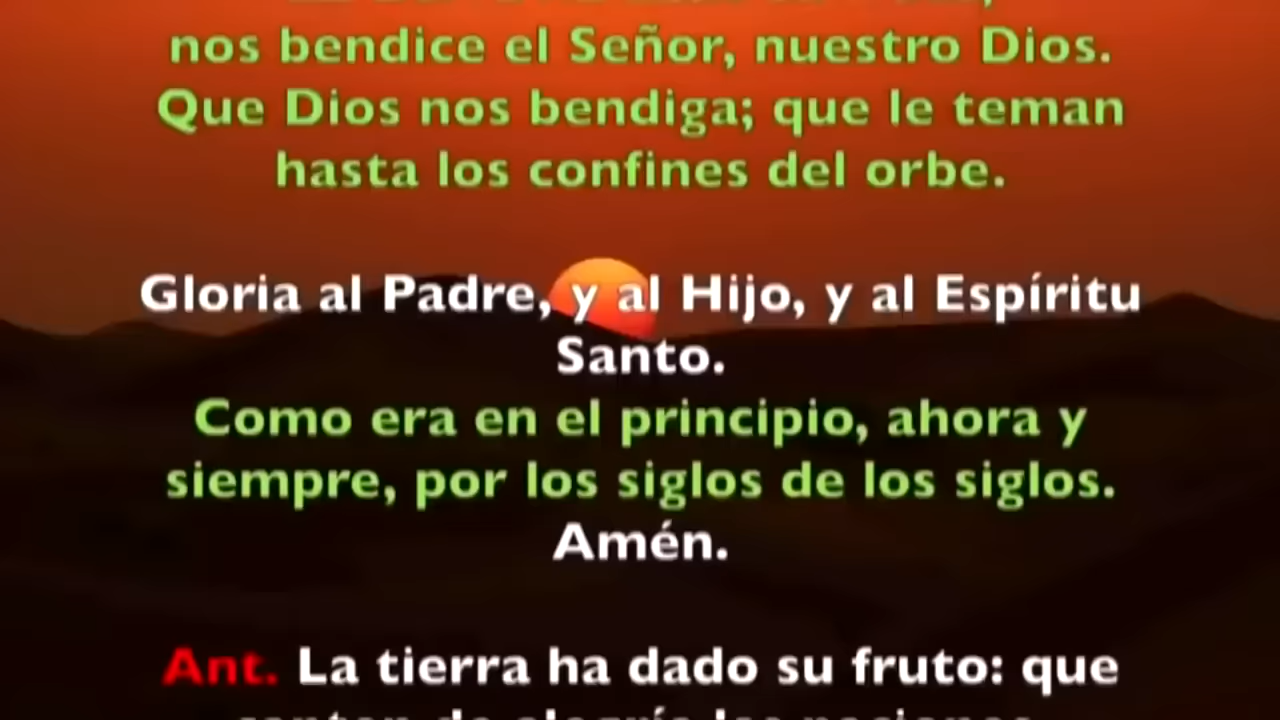 nos bendice el Señor, nuestro Dios.
Que Dios nos bendiga; que le teman
hasta los confines del orbe.
Gloria al Padre, y al Hijo, y al Espíritu
Santo.
Como era en el principio, ahora y
siempre, por los siglos de los siglos.
Amén.
Ant. La tierra ha dado su fruto: que